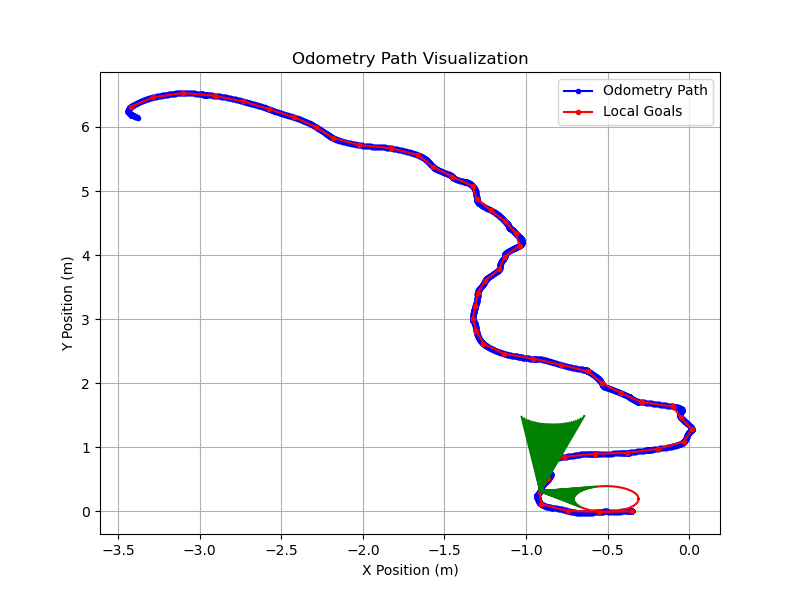 Odometry Path Visualization
Odometry Path
Local Goals
Y Position (m)
6
5
4
3
2
1
0
−3.5 −3.0 −2.5 −2.0 −1.5 −1.0 −0.5 0.0
X Position (m)